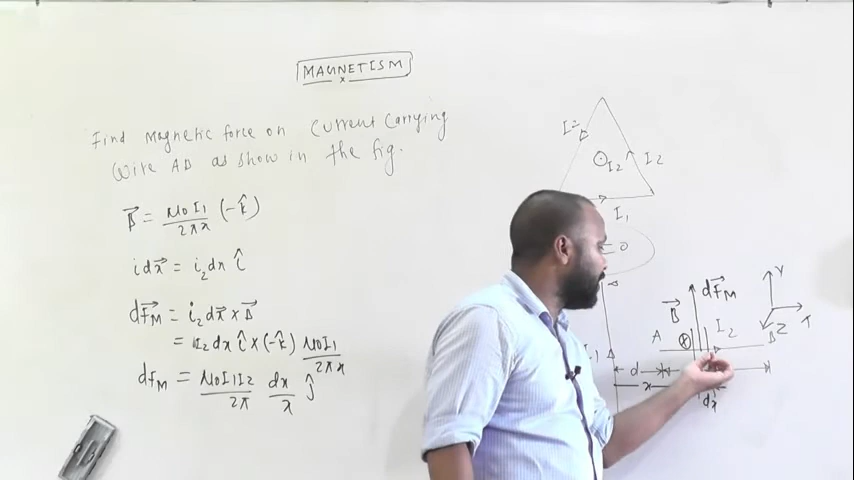 MAGNETISM
Find Magnetic force on Current Carrying
Wire AB as show in the fig.
B⃗ = μ0I1/2πx (-k̂)
idx⃗ = i2dx î
dF⃗M = i2dx⃗ × B⃗
= i2dx î × (-k̂) μ0I1/2πx
dFM = μ0I1I2/2π dx/x ĵ
I2
I2
I1
= 0
B⃗
dF⃗M
Y
Z
A
I2
B
d
x
dx